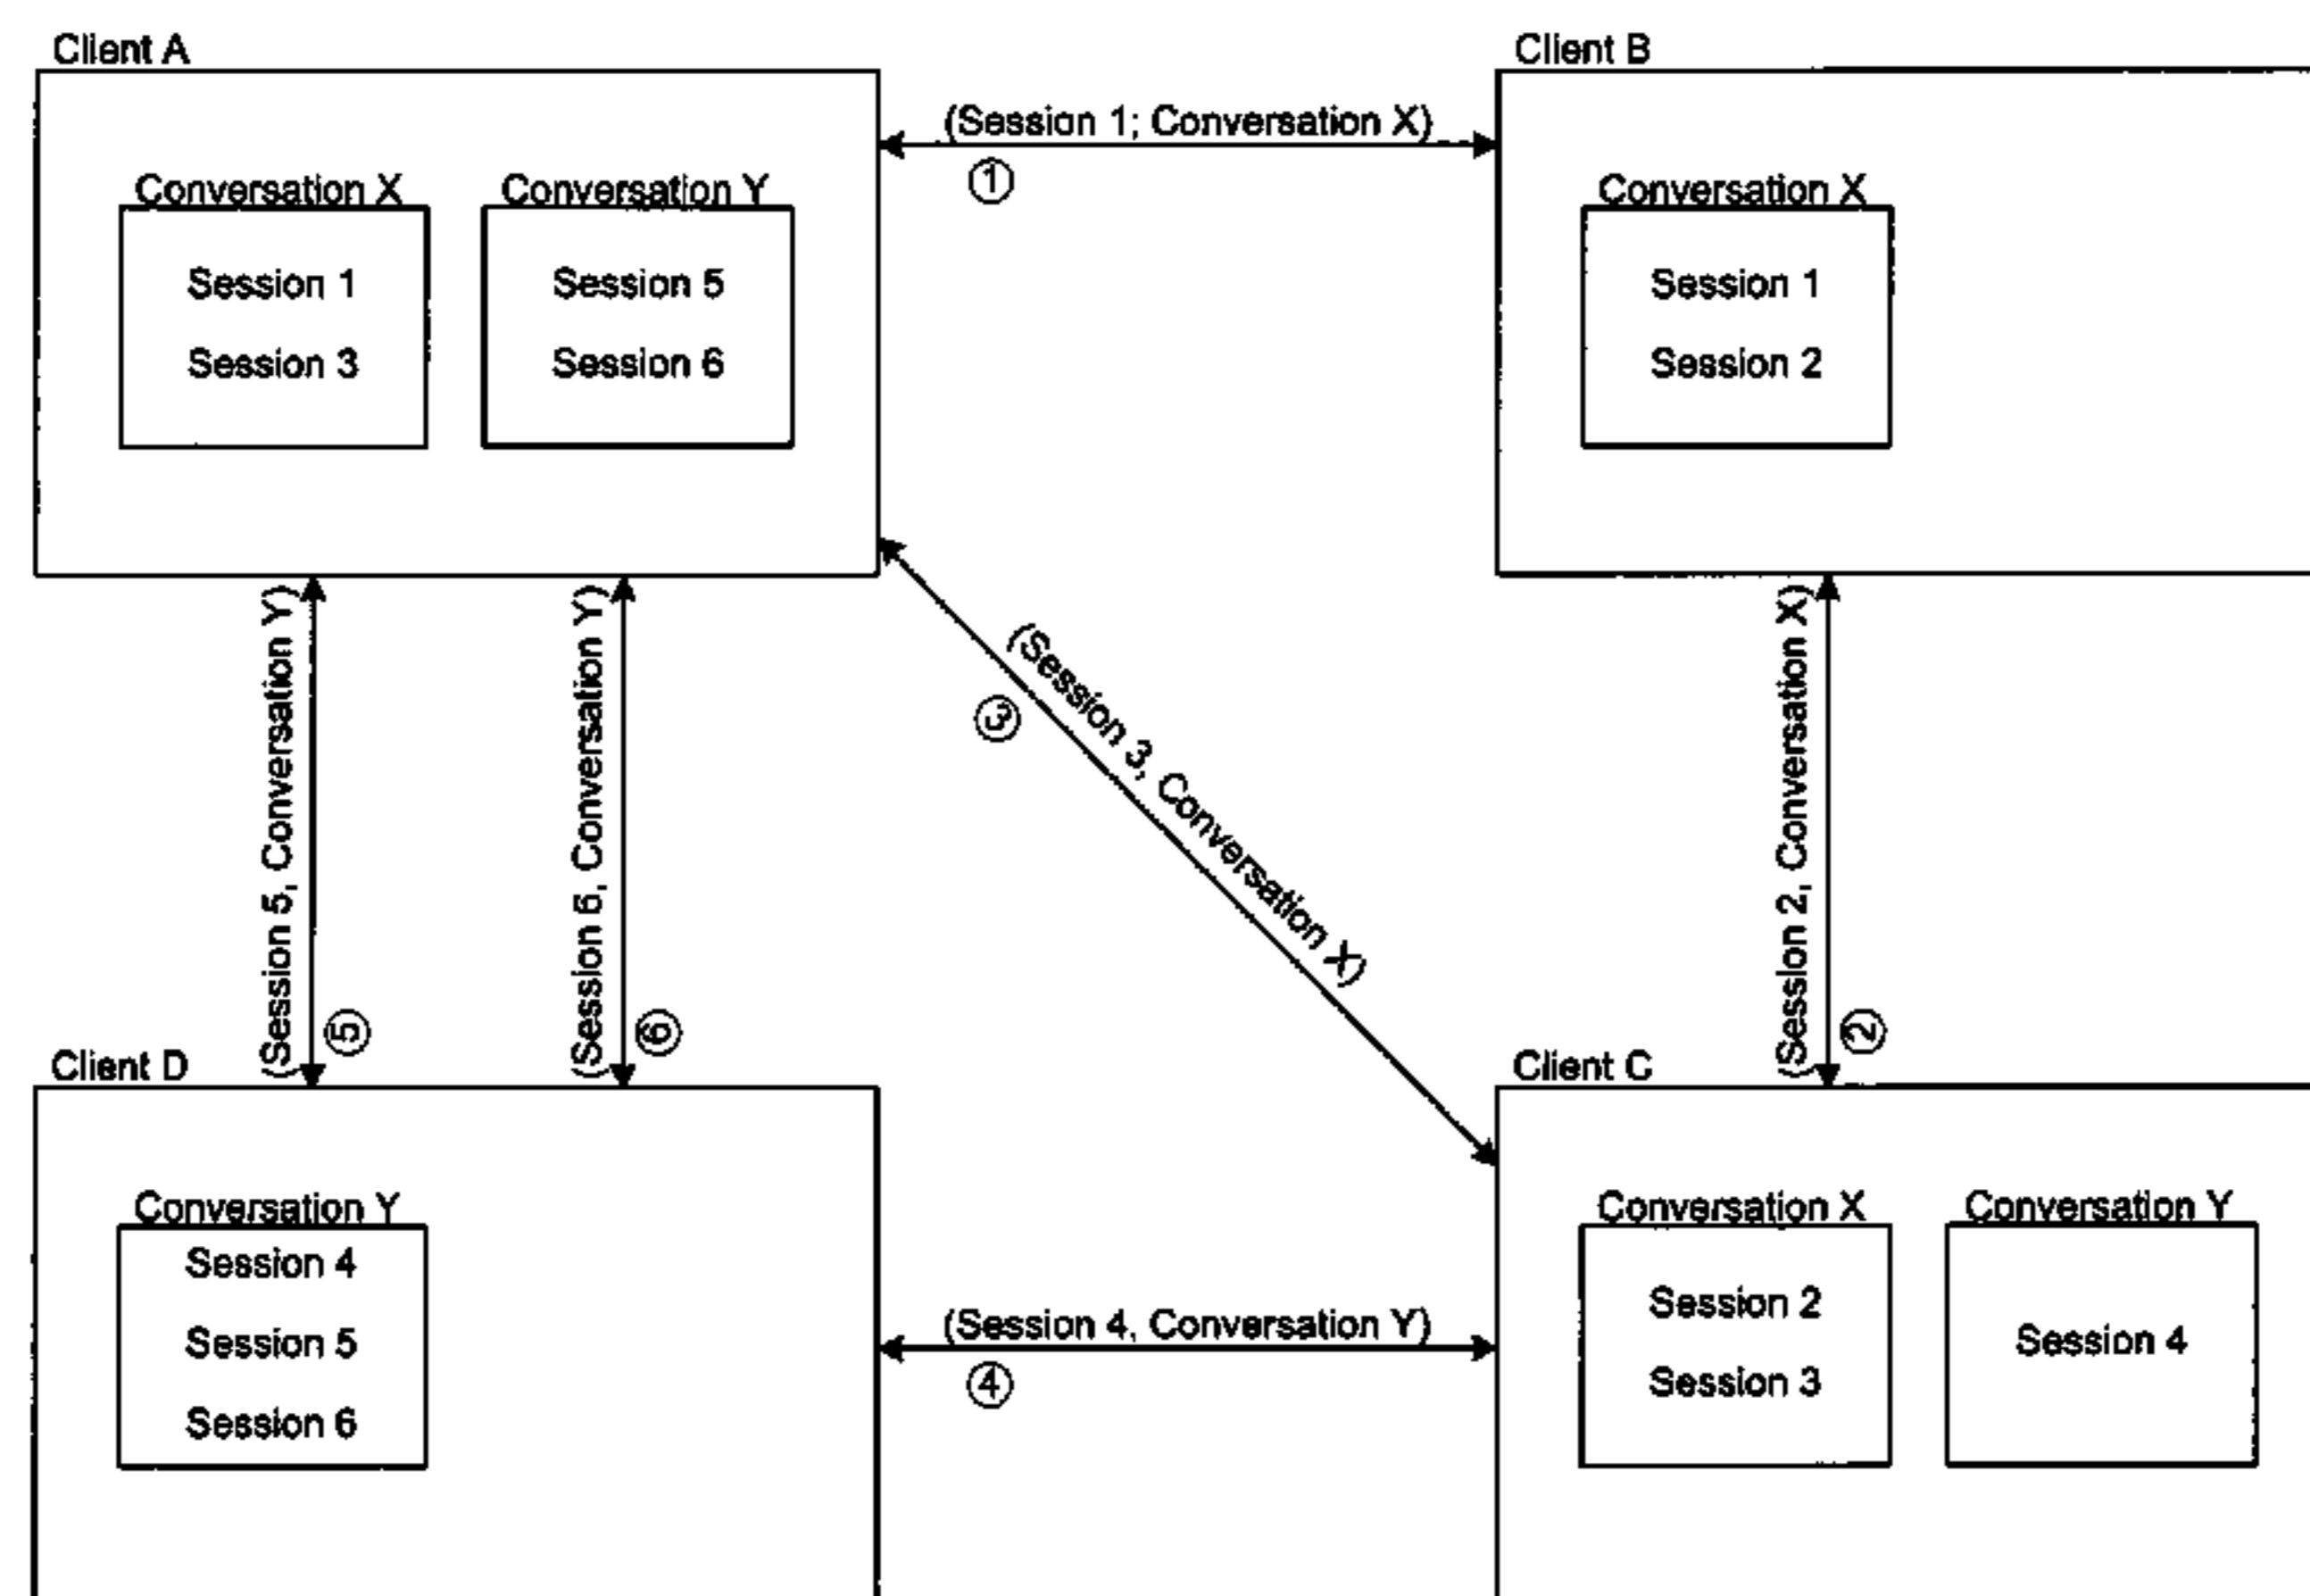 Client A
Client B
(Session 1; Conversation X)
①
Conversation X
Conversation Y
Conversation X
Session 1
Session 5
Session 1
Session 3
Session 6
Session 2
(Session 5, Conversation Y)
⑤
(Session 6, Conversation Y)
⑥
(Session 3, Conversation X)
③
(Session 2, Conversation X)
②
Client D
Client C
Conversation Y
Conversation X
Conversation Y
Session 4
Session 5
Session 6
(Session 4, Conversation Y)
④
Session 2
Session 3
Session 4